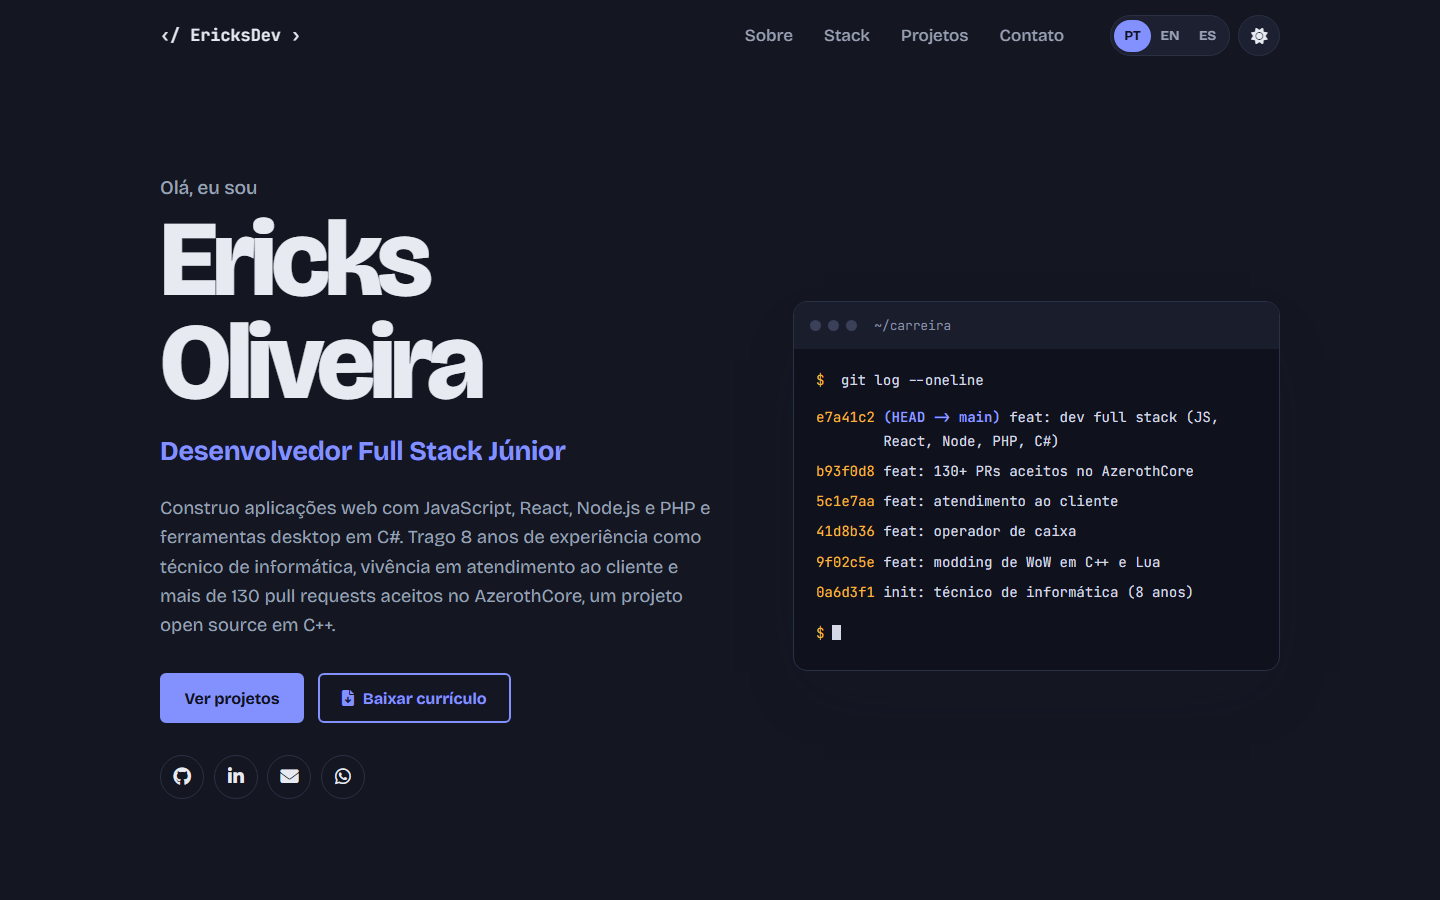 ‹/ EricksDev ›
Sobre Stack Projetos Contato PT EN ES
Olá, eu sou
Ericks
Oliveira
Desenvolvedor Full Stack Júnior
Construo aplicações web com JavaScript, React, Node.js e PHP e
ferramentas desktop em C#. Trago 8 anos de experiência como
técnico de informática, vivência em atendimento ao cliente e
mais de 130 pull requests aceitos no AzerothCore, um projeto
open source em C++.
Ver projetos Baixar currículo
~/carreira
$ git log --oneline
e7a41c2 (HEAD -> main) feat: dev full stack (JS,
React, Node, PHP, C#)
b93f0d8 feat: 130+ PRs aceitos no AzerothCore
5c1e7aa feat: atendimento ao cliente
41d8b36 feat: operador de caixa
9f02c5e feat: modding de WoW em C++ e Lua
0a6d3f1 init: técnico de informática (8 anos)
$